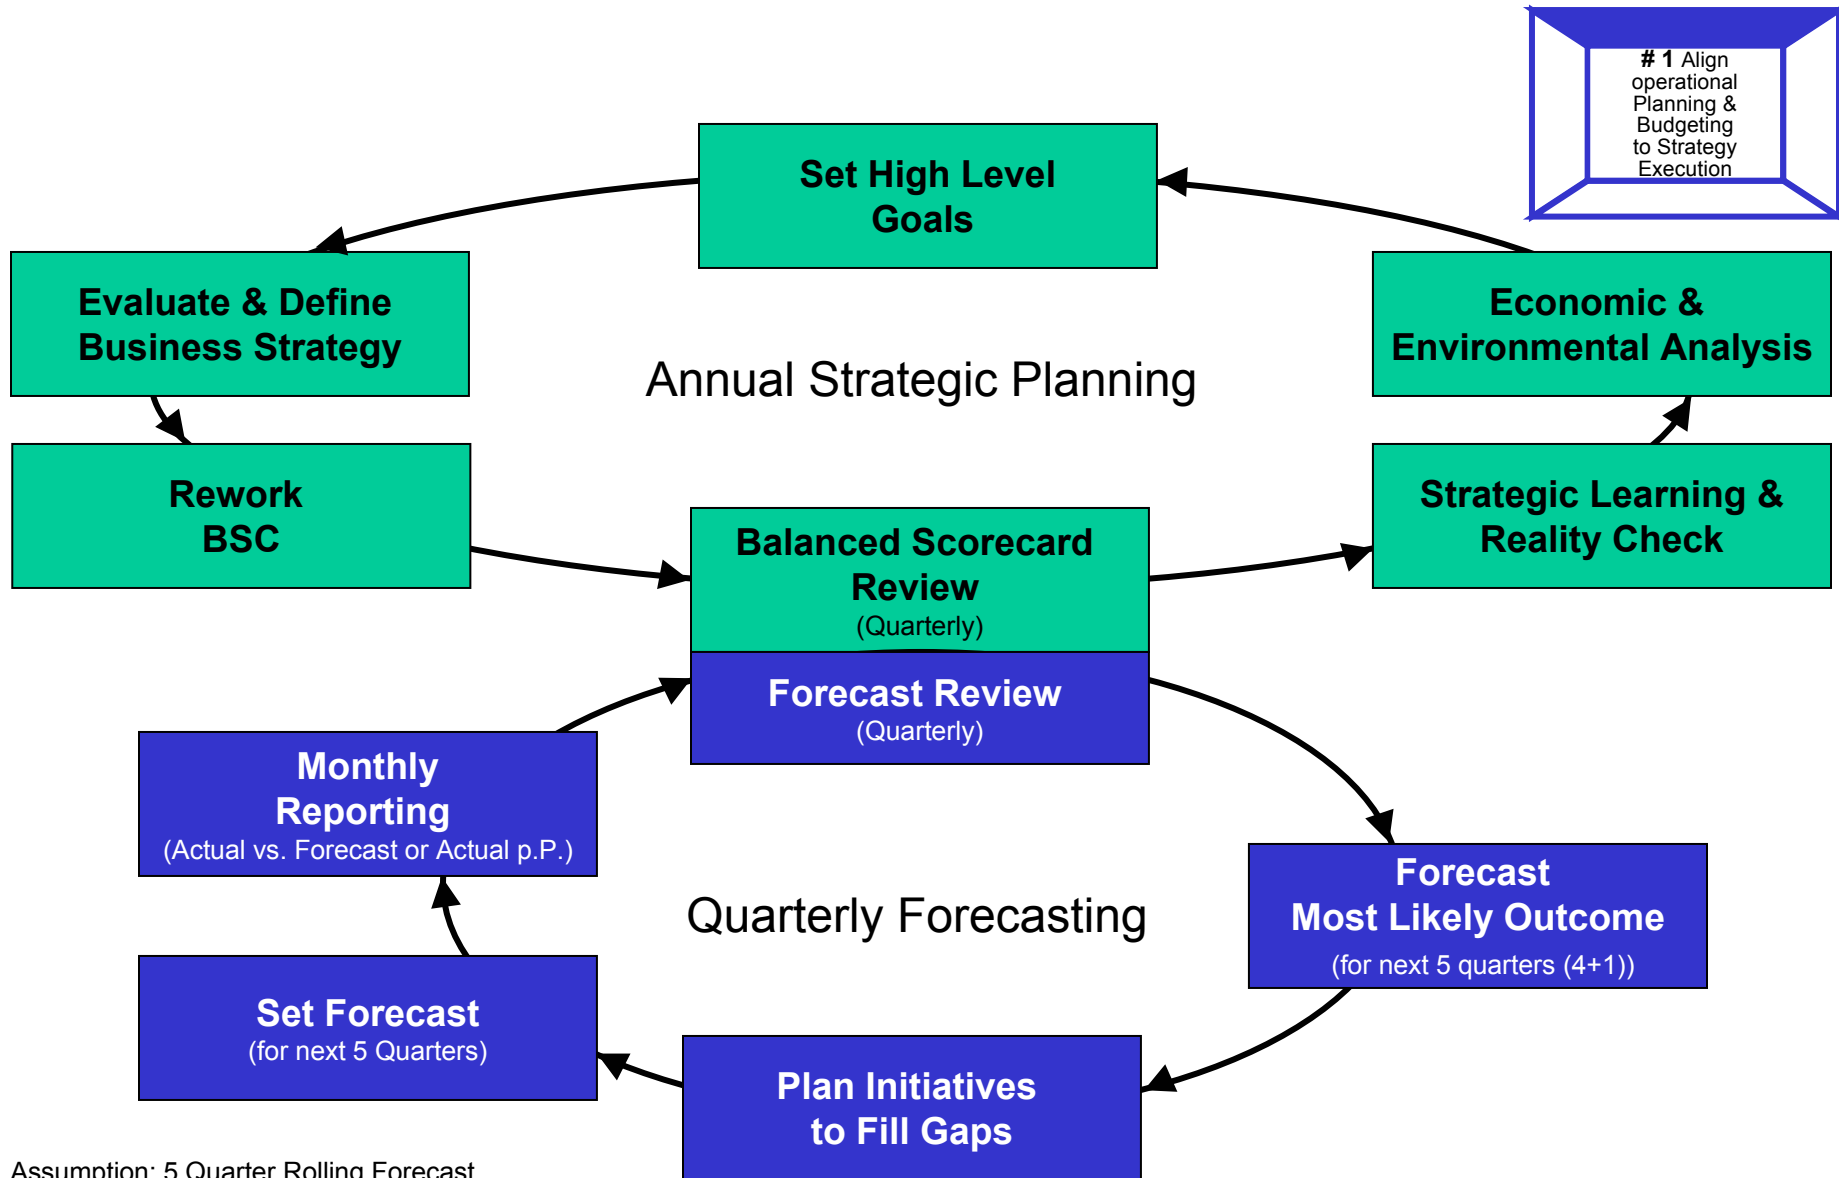 # 1 Align
operational
Planning &
Budgeting
to Strategy
Execution
Set High Level
Goals
Evaluate & Define
Business Strategy
Economic &
Environmental Analysis
Annual Strategic Planning
Rework
BSC
Strategic Learning &
Reality Check
Balanced Scorecard
Review
(Quarterly)
Forecast Review
(Quarterly)
Monthly
Reporting
(Actual vs. Forecast or Actual p.P.)
Forecast
Most Likely Outcome
(for next 5 quarters (4+1))
Quarterly Forecasting
Set Forecast
(for next 5 Quarters)
Plan Initiatives
to Fill Gaps
Assumption: 5 Quarter Rolling Forecast